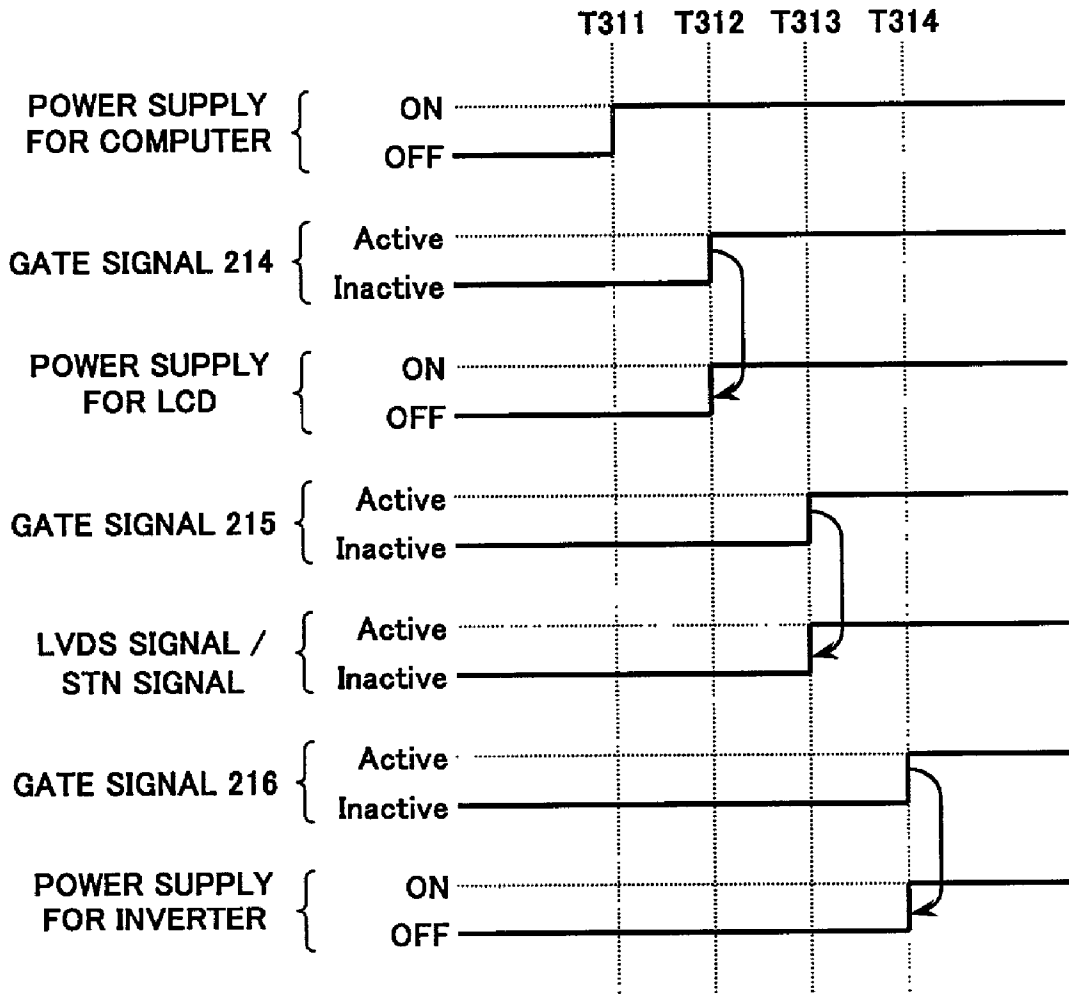 T311 T312 T313 T314
POWER SUPPLY
FOR COMPUTER
ON
OFF
GATE SIGNAL 214
Active
Inactive
POWER SUPPLY
FOR LCD
ON
OFF
GATE SIGNAL 215
Active
Inactive
LVDS SIGNAL /
STN SIGNAL
Active
Inactive
GATE SIGNAL 216
Active
Inactive
POWER SUPPLY
FOR INVERTER
ON
OFF